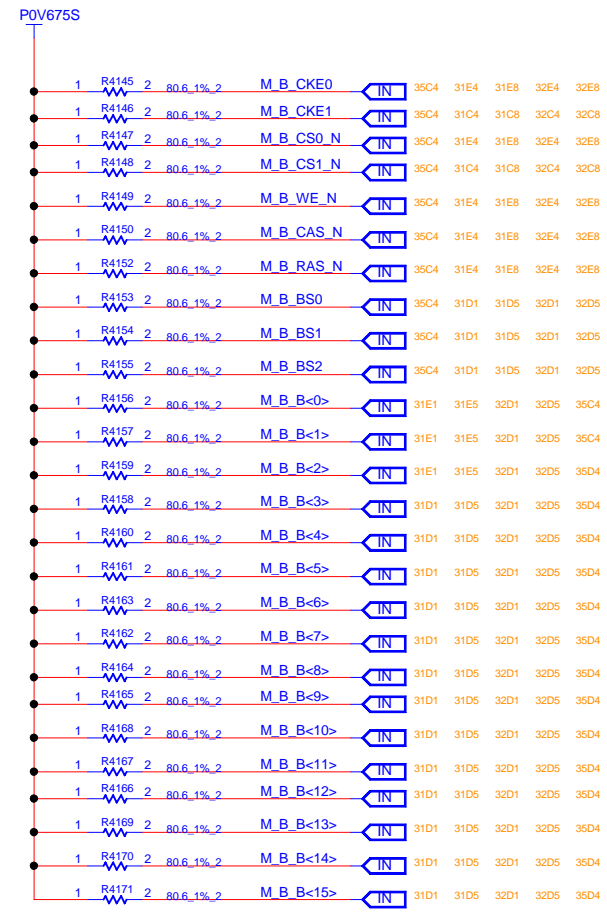 P0V675S
1 R4145 2 80.6_1%_2 M_B_CKE0 IN 35C4 31E4 31E8 32E4 32E8
1 R4146 2 80.6_1%_2 M_B_CKE1 IN 35C4 31C4 31C8 32C4 32C8
1 R4147 2 80.6_1%_2 M_B_CS0_N IN 35C4 31E4 31E8 32E4 32E8
1 R4148 2 80.6_1%_2 M_B_CS1_N IN 35C4 31C4 31C8 32C4 32C8
1 R4149 2 80.6_1%_2 M_B_WE_N IN 35C4 31E4 31E8 32E4 32E8
1 R4150 2 80.6_1%_2 M_B_CAS_N IN 35C4 31E4 31E8 32E4 32E8
1 R4152 2 80.6_1%_2 M_B_RAS_N IN 35C4 31E4 31E8 32E4 32E8
1 R4153 2 80.6_1%_2 M_B_BS0 IN 35C4 31D1 31D5 32D1 32D5
1 R4154 2 80.6_1%_2 M_B_BS1 IN 35C4 31D1 31D5 32D1 32D5
1 R4155 2 80.6_1%_2 M_B_BS2 IN 35C4 31D1 31D5 32D1 32D5
1 R4156 2 80.6_1%_2 M_B_B<0> IN 31E1 31E5 32D1 32D5 35C4
1 R4157 2 80.6_1%_2 M_B_B<1> IN 31E1 31E5 32D1 32D5 35C4
1 R4159 2 80.6_1%_2 M_B_B<2> IN 31E1 31E5 32D1 32D5 35D4
1 R4158 2 80.6_1%_2 M_B_B<3> IN 31D1 31D5 32D1 32D5 35D4
1 R4160 2 80.6_1%_2 M_B_B<4> IN 31D1 31D5 32D1 32D5 35D4
1 R4161 2 80.6_1%_2 M_B_B<5> IN 31D1 31D5 32D1 32D5 35D4
1 R4163 2 80.6_1%_2 M_B_B<6> IN 31D1 31D5 32D1 32D5 35D4
1 R4162 2 80.6_1%_2 M_B_B<7> IN 31D1 31D5 32D1 32D5 35D4
1 R4164 2 80.6_1%_2 M_B_B<8> IN 31D1 31D5 32D1 32D5 35D4
1 R4165 2 80.6_1%_2 M_B_B<9> IN 31D1 31D5 32D1 32D5 35D4
1 R4168 2 80.6_1%_2 M_B_B<10> IN 31D1 31D5 32D1 32D5 35D4
1 R4167 2 80.6_1%_2 M_B_B<11> IN 31D1 31D5 32D1 32D5 35D4
1 R4166 2 80.6_1%_2 M_B_B<12> IN 31D1 31D5 32D1 32D5 35D4
1 R4169 2 80.6_1%_2 M_B_B<13> IN 31D1 31D5 32D1 32D5 35D4
1 R4170 2 80.6_1%_2 M_B_B<14> IN 31D1 31D5 32D1 32D5 35D4
1 R4171 2 80.6_1%_2 M_B_B<15> IN 31D1 31D5 32D1 32D5 35D4